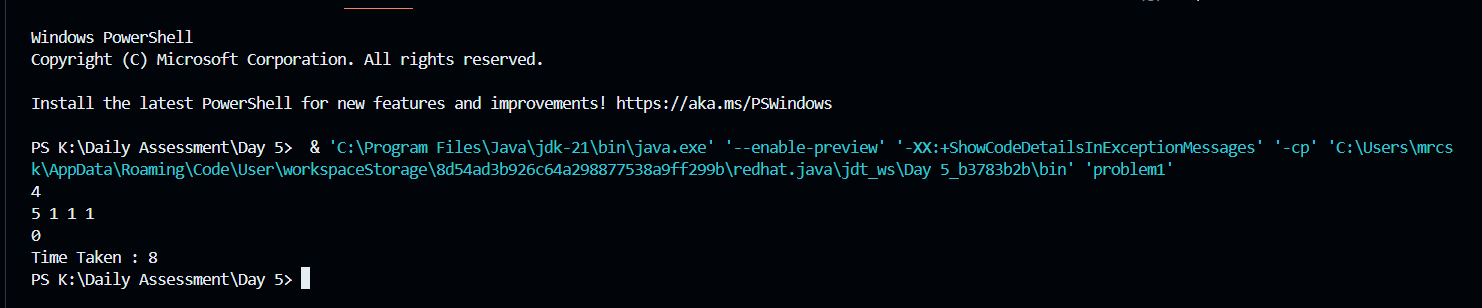 Windows PowerShell
Copyright (C) Microsoft Corporation. All rights reserved.
Install the latest PowerShell for new features and improvements! https://aka.ms/PSWindows
PS K:\Daily Assessment\Day 5>  & 'C:\Program Files\Java\jdk-21\bin\java.exe' '--enable-preview' '-XX:+ShowCodeDetailsInExceptionMessages' '-cp' 'C:\Users\mrcs
k\AppData\Roaming\Code\User\workspaceStorage\8d54ad3b926c64a298877538a9ff299b\redhat.java\jdt_ws\Day 5_b3783b2b\bin' 'problem1'
4
5 1 1 1
0
Time Taken : 8
PS K:\Daily Assessment\Day 5>